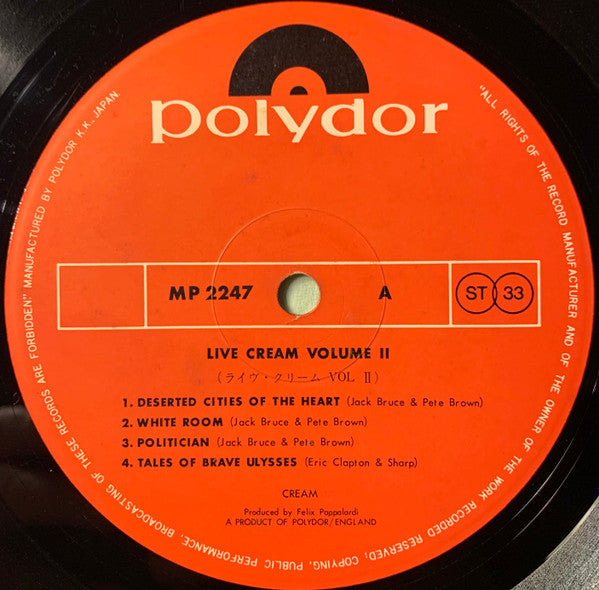 polydor
MP 2247 A ST 33
LIVE CREAM VOLUME II
(ライヴ・クリーム VOL Ⅱ)
1. DESERTED CITIES OF THE HEART (Jack Bruce & Pete Brown)
2. WHITE ROOM (Jack Bruce & Pete Brown)
3. POLITICIAN (Jack Bruce & Pete Brown)
4. TALES OF BRAVE ULYSSES (Eric Clapton & Sharp)
CREAM
Produced by Felix Pappalardi
A PRODUCT OF POLYDOR/ENGLAND
"ALL RIGHTS OF THE RECORD MANUFACTURER AND OF THE OWNER OF THE WORK RECORDED RESERVED; COPYING, PUBLIC PERFORMANCE, BROADCASTING OF THESE RECORDS ARE FORBIDDEN" MANUFACTURED BY POLYDOR K.K., JAPAN.